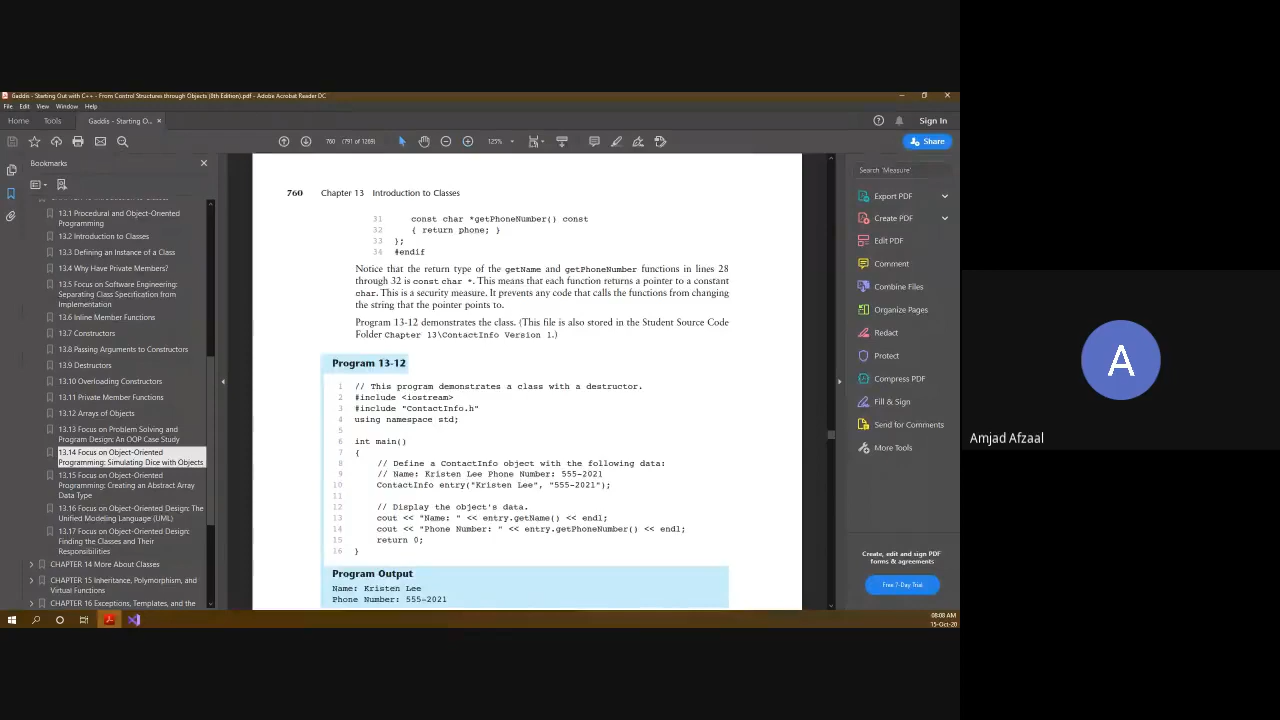 Gaddis - Starting Out with C++ - From Control Structures through Objects (8th Edition).pdf - Adobe Acrobat Reader DC
File Edit View Window Help
Home Tools Gaddis - Starting O... × Sign In
760 (791 of 1269) 125% Share
Bookmarks
13.1 Procedural and Object-Oriented
Programming
13.2 Introduction to Classes
13.3 Defining an Instance of a Class
13.4 Why Have Private Members?
13.5 Focus on Software Engineering:
Separating Class Specification from
Implementation
13.6 Inline Member Functions
13.7 Constructors
13.8 Passing Arguments to Constructors
13.9 Destructors
13.10 Overloading Constructors
13.11 Private Member Functions
13.12 Arrays of Objects
13.13 Focus on Problem Solving and
Program Design: An OOP Case Study
13.14 Focus on Object-Oriented
Programming: Simulating Dice with Objects
13.15 Focus on Object-Oriented
Programming: Creating an Abstract Array
Data Type
13.16 Focus on Object-Oriented Design: The
Unified Modeling Language (UML)
13.17 Focus on Object-Oriented Design:
Finding the Classes and Their
Responsibilities
CHAPTER 14 More About Classes
CHAPTER 15 Inheritance, Polymorphism, and
Virtual Functions
CHAPTER 16 Exceptions, Templates, and the
760 Chapter 13 Introduction to Classes
31 const char *getPhoneNumber() const
32 { return phone; }
33 };
34 #endif
Notice that the return type of the getName and getPhoneNumber functions in lines 28
through 32 is const char *. This means that each function returns a pointer to a constant
char. This is a security measure. It prevents any code that calls the functions from changing
the string that the pointer points to.
Program 13-12 demonstrates the class. (This file is also stored in the Student Source Code
Folder Chapter 13\ContactInfo Version 1.)
Program 13-12
1 // This program demonstrates a class with a destructor.
2 #include <iostream>
3 #include "ContactInfo.h"
4 using namespace std;
5
6 int main()
7 {
8 // Define a ContactInfo object with the following data:
9 // Name: Kristen Lee Phone Number: 555-2021
10 ContactInfo entry("Kristen Lee", "555-2021");
11
12 // Display the object's data.
13 cout << "Name: " << entry.getName() << endl;
14 cout << "Phone Number: " << entry.getPhoneNumber() << endl;
15 return 0;
16 }
Program Output
Name: Kristen Lee
Phone Number: 555-2021
Search 'Measure'
Export PDF
Create PDF
Edit PDF
Comment
Combine Files
Organize Pages
Redact
Protect
Compress PDF
Fill & Sign
Send for Comments
More Tools
Create, edit and sign PDF
forms & agreements
Free 7-Day Trial
08:08 AM
15-Oct-20
A
Amjad Afzaal